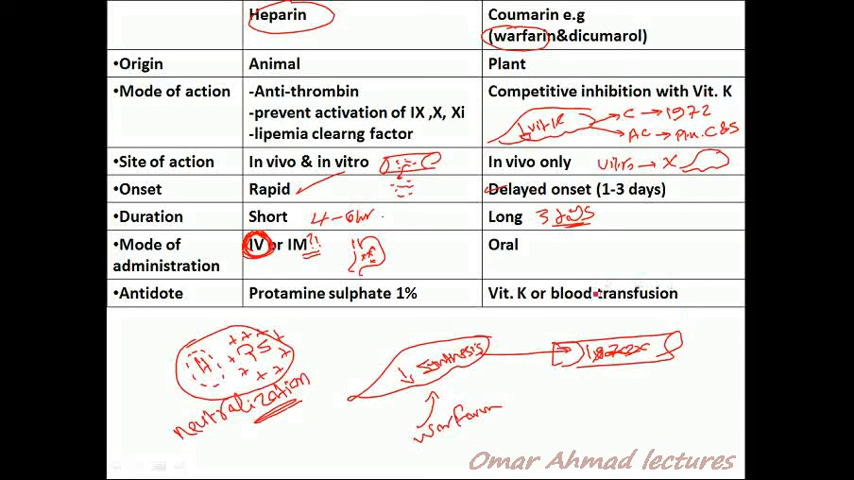 Heparin
Coumarin e.g
(warfarin&dicumarol)
•Origin Animal Plant
•Mode of action -Anti-thrombin Competitive inhibition with Vit. K
-prevent activation of IX ,X, Xi
-lipemia clearng factor
↓vit K
C → 1972
AC → Ptn. C&S
•Site of action In vivo & in vitro In vivo only vitro → X
•Onset Rapid Delayed onset (1-3 days)
•Duration Short 4-6hr. Long 3 days
•Mode of administration IV or IM ?! Oral
IV
•Antidote Protamine sulphate 1% Vit. K or blood transfusion
H PS
neutralization
↓ Synthesis
warfarin
Omar Ahmad lectures